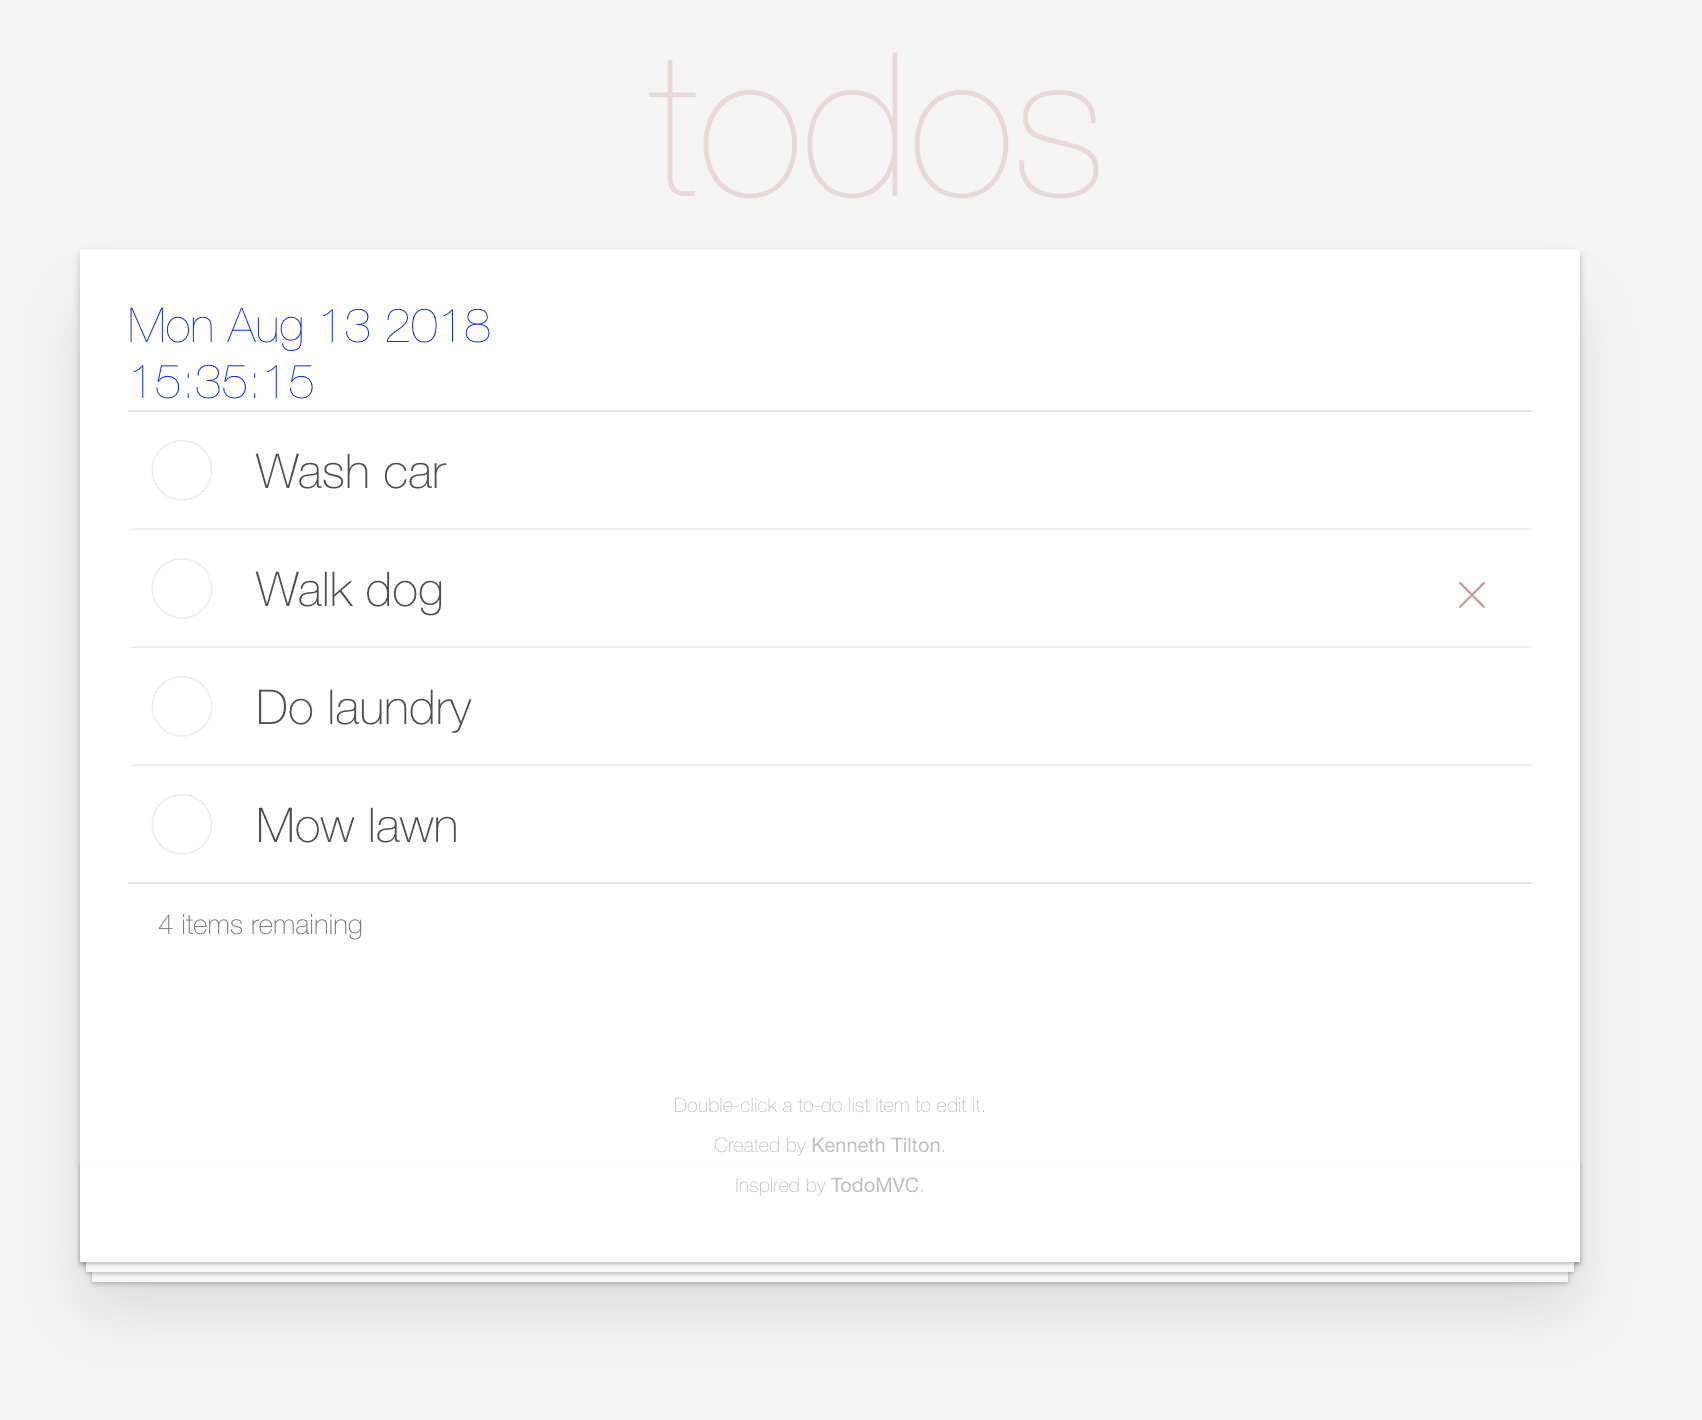 todos
Mon Aug 13 2018
15:35:15
Wash car
Walk dog
Do laundry
Mow lawn
4 items remaining
Double-click a to-do list item to edit it.
Created by Kenneth Tilton.
Inspired by TodoMVC.